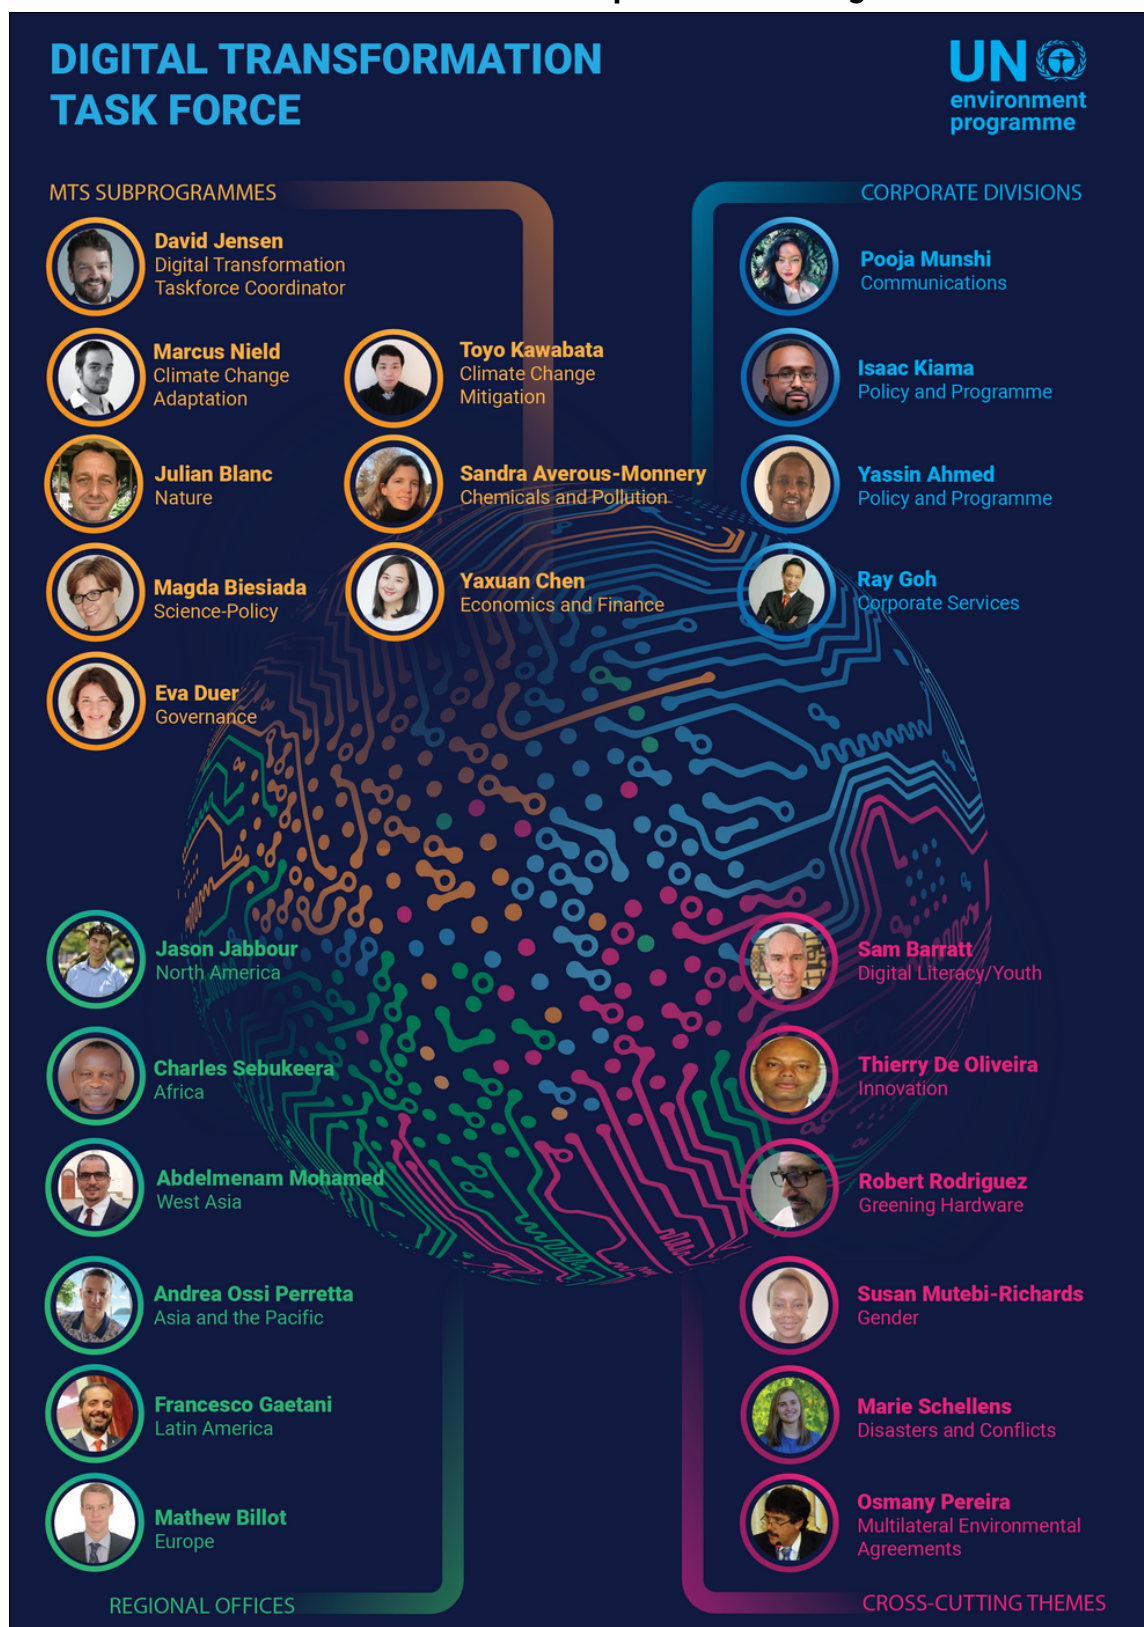 DIGITAL TRANSFORMATION
TASK FORCE
UN
environment
programme
MTS SUBPROGRAMMES
David Jensen
Digital Transformation
Taskforce Coordinator
Marcus Nield
Climate Change
Adaptation
Toyo Kawabata
Climate Change
Mitigation
Julian Blanc
Nature
Sandra Averous-Monnery
Chemicals and Pollution
Magda Biesiada
Science-Policy
Yaxuan Chen
Economics and Finance
Eva Duer
Governance
CORPORATE DIVISIONS
Pooja Munshi
Communications
Isaac Kiama
Policy and Programme
Yassin Ahmed
Policy and Programme
Ray Goh
Corporate Services
Jason Jabbour
North America
Charles Sebukeera
Africa
Abdelmenam Mohamed
West Asia
Andrea Ossi Perretta
Asia and the Pacific
Francesco Gaetani
Latin America
Mathew Billot
Europe
REGIONAL OFFICES
Sam Barratt
Digital Literacy/Youth
Thierry De Oliveira
Innovation
Robert Rodriguez
Greening Hardware
Susan Mutebi-Richards
Gender
Marie Schellens
Disasters and Conflicts
Osmany Pereira
Multilateral Environmental
Agreements
CROSS-CUTTING THEMES